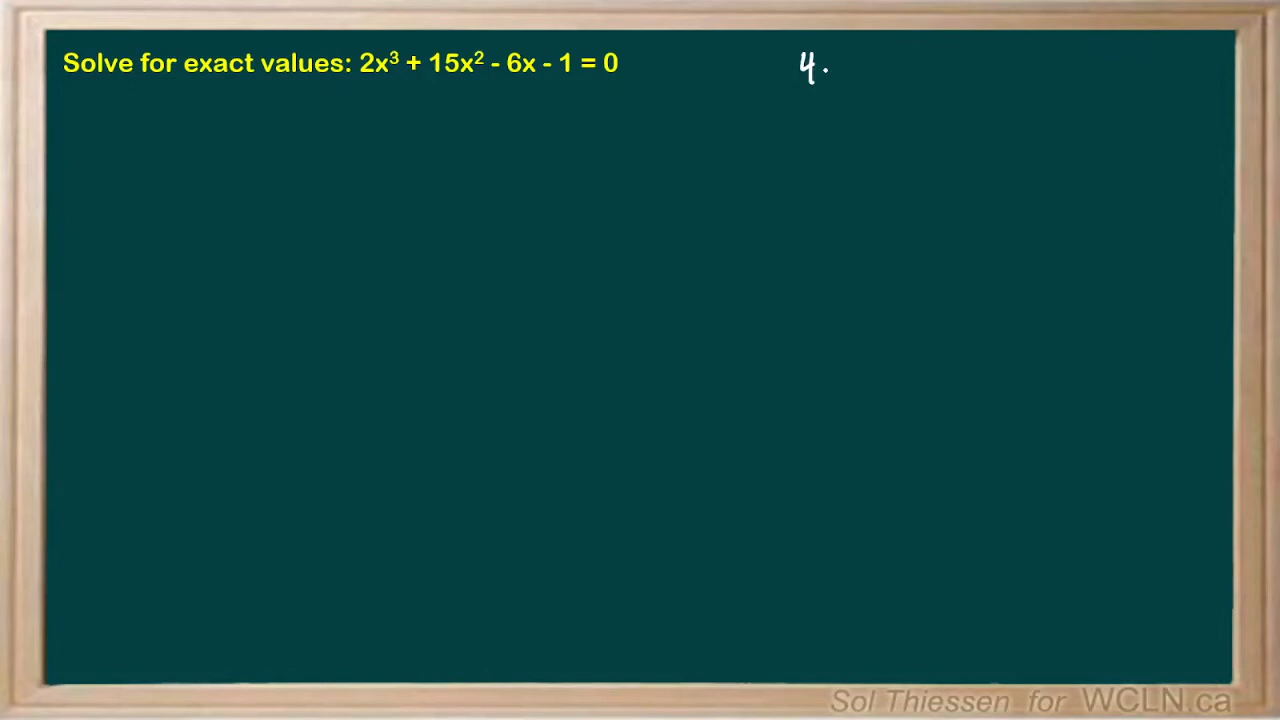 Solve for exact values: 2x³ + 15x² - 6x - 1 = 0
4.
Sol Thiessen for WCLN.ca